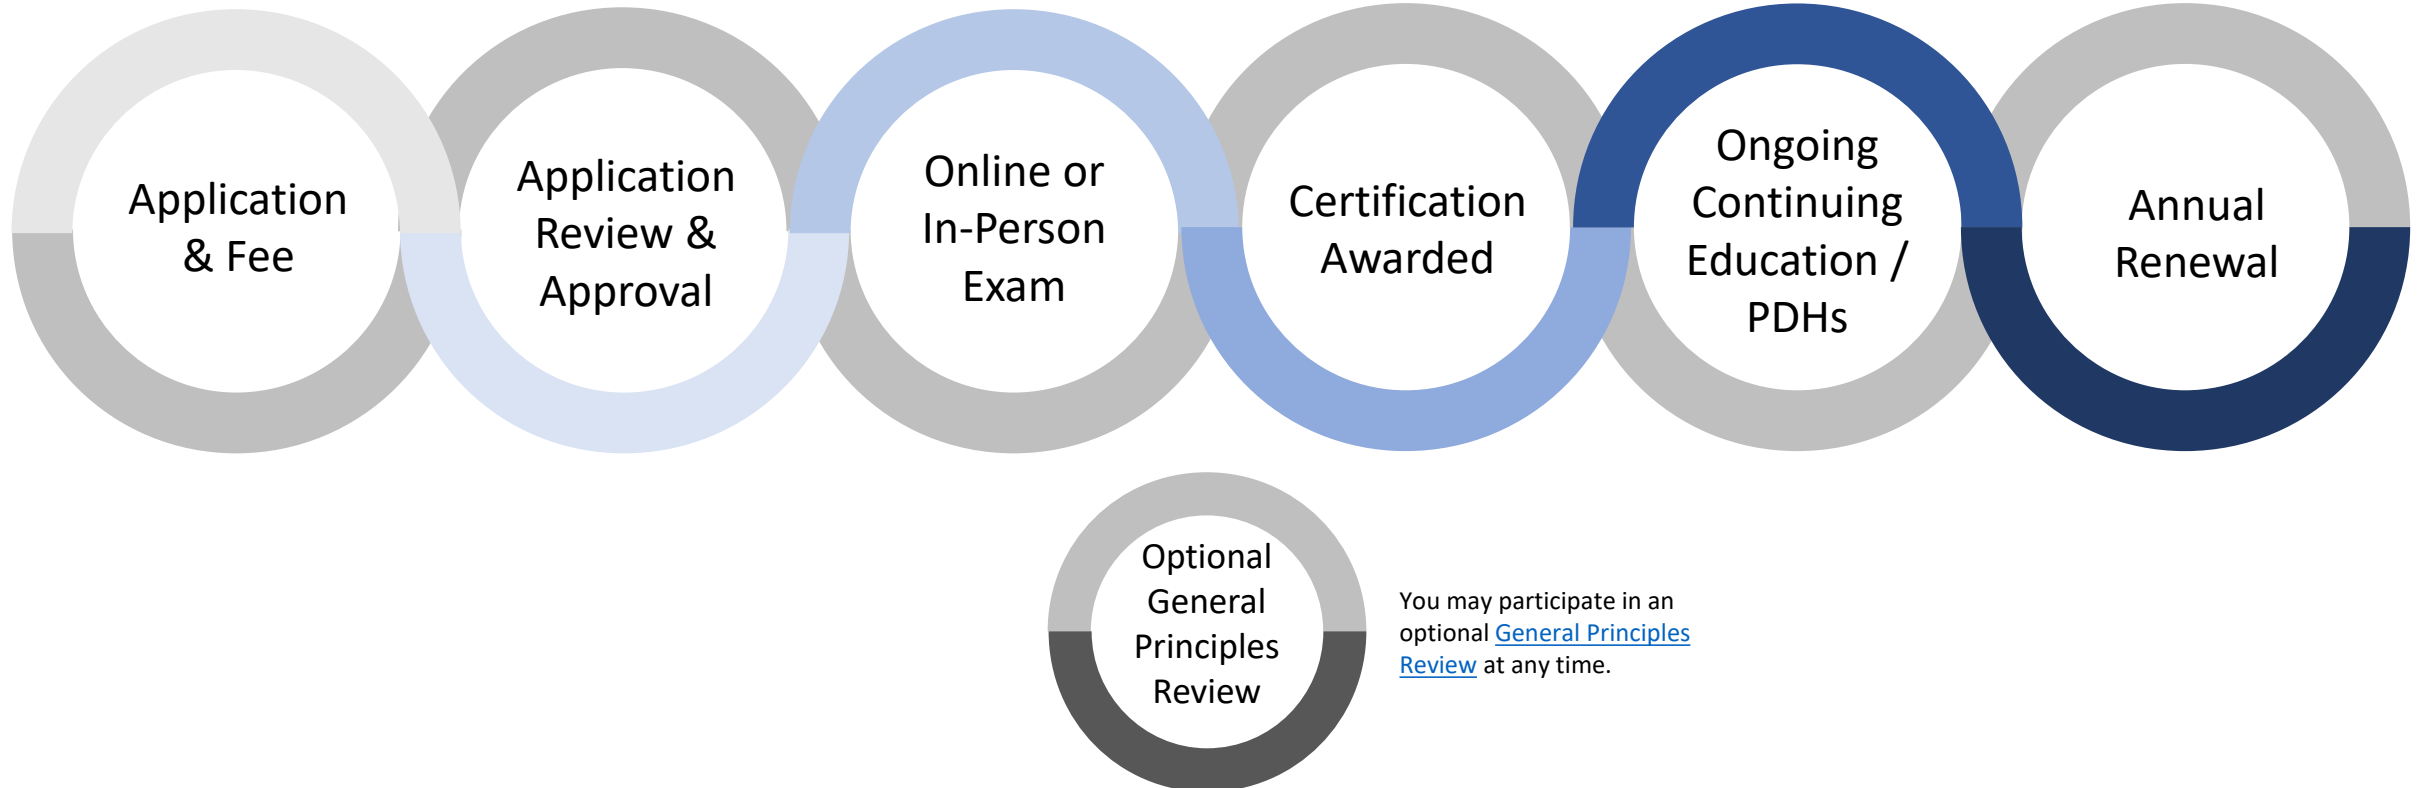 Application
& Fee
Application
Review &
Approval
Online or
In-Person
Exam
Certification
Awarded
Ongoing
Continuing
Education /
PDHs
Annual
Renewal
Optional
General
Principles
Review
You may participate in an
optional General Principles
Review at any time.